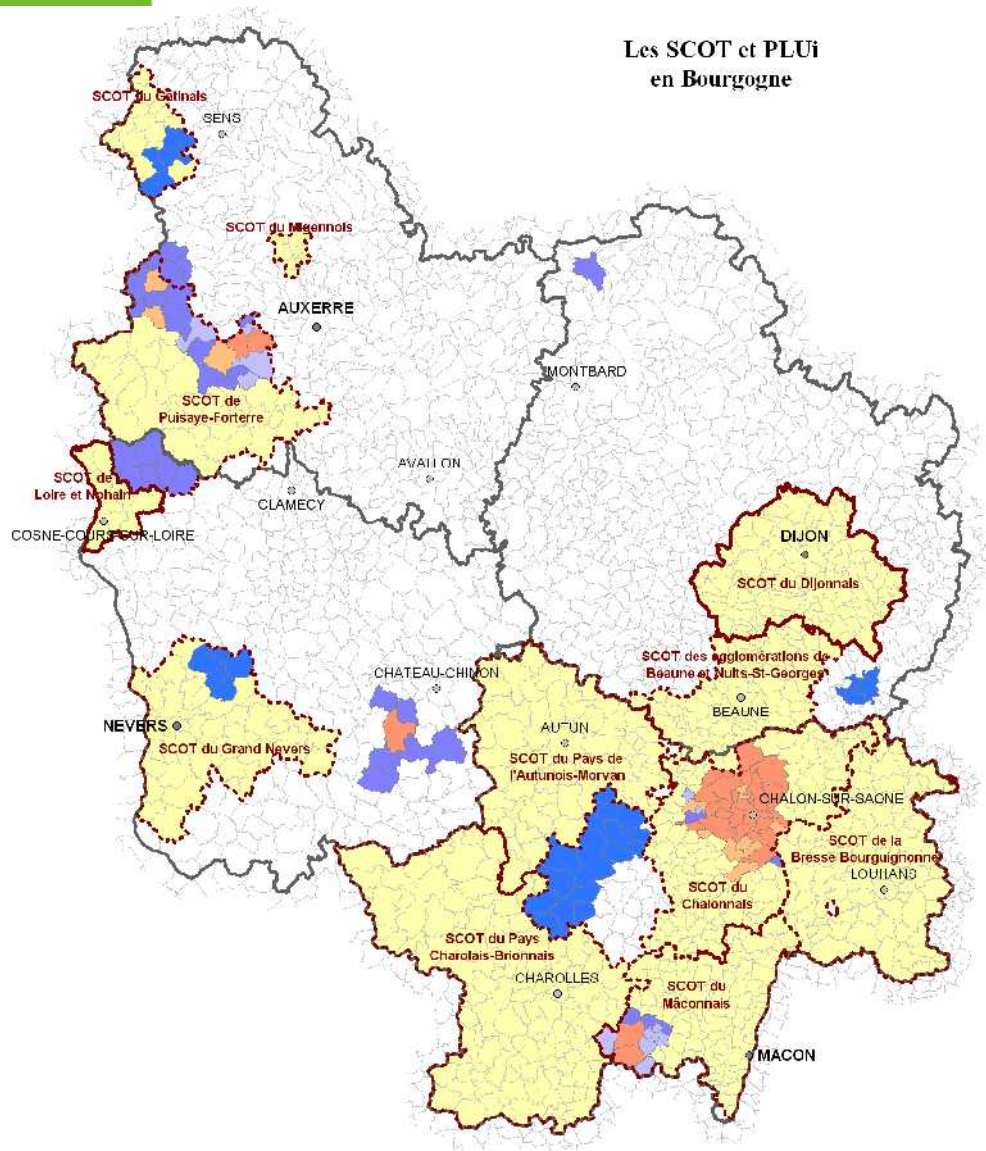 Les SCOT et PLUi
en Bourgogne
SCOT du Gâtinais
SENS
SCOT du Migennois
AUXERRE
MONTBARD
SCOT de
Puisaye-Forterre
AVALLON
SCOT de
Loire et Nohain
CLAMECY
COSNE-COURS-SUR-LOIRE
DIJON
SCOT du Dijonnais
SCOT des agglomérations de
Beaune et Nuits-St-Georges
CHATEAU-CHINON
BEAUNE
NEVERS
SCOT du Grand Nevers
AUTUN
SCOT du Pays de
l'Autunois-Morvan
CHALON-SUR-SAONE
SCOT de la
Bresse Bourguignonne
LOUHANS
SCOT du
Chalonnais
SCOT du Pays
Charolais-Brionnais
CHAROLLES
SCOT du
Mâconnais
MACON